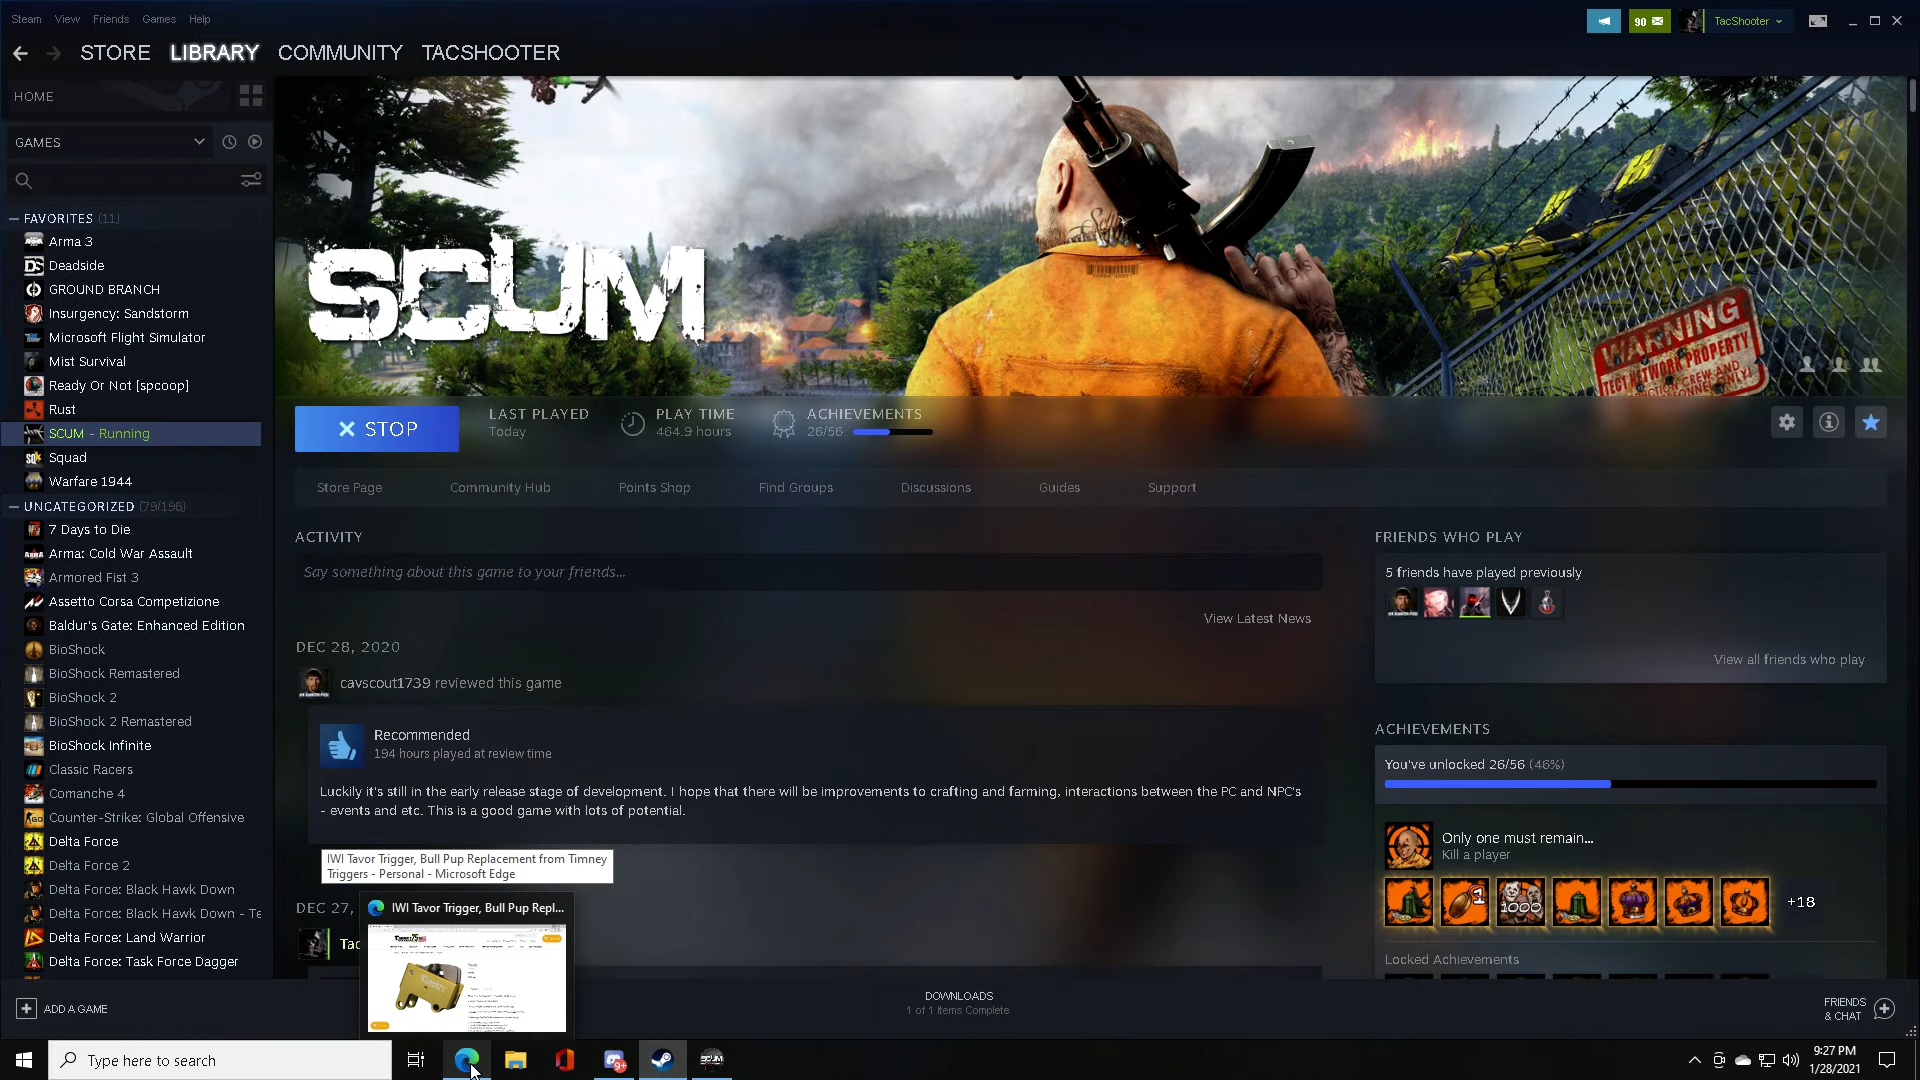 Steam View Friends Games Help
90 TacShooter
STORE LIBRARY COMMUNITY TACSHOOTER
HOME
GAMES
SCUM
WARNING
TECT NETWORK PROPERTY
FAVORITES (11)
Arma 3
Deadside
GROUND BRANCH
Insurgency: Sandstorm
Microsoft Flight Simulator
Mist Survival
Ready Or Not [spcoop]
Rust
SCUM - Running
Squad
Warfare 1944
UNCATEGORIZED (79/196)
7 Days to Die
Arma: Cold War Assault
Armored Fist 3
Assetto Corsa Competizione
Baldur's Gate: Enhanced Edition
BioShock
BioShock Remastered
BioShock 2
BioShock 2 Remastered
BioShock Infinite
Classic Racers
Comanche 4
Counter-Strike: Global Offensive
Delta Force
Delta Force 2
Delta Force: Black Hawk Down
Delta Force: Black Hawk Down - Te
Delta Force: Land Warrior
Delta Force: Task Force Dagger
ADD A GAME
STOP
LAST PLAYED
Today
PLAY TIME
464.9 hours
ACHIEVEMENTS
26/56
Store Page Community Hub Points Shop Find Groups Discussions Guides Support
ACTIVITY
Say something about this game to your friends...
View Latest News
DEC 28, 2020
cavscout1739 reviewed this game
Recommended
194 hours played at review time
Luckily it's still in the early release stage of development. I hope that there will be improvements to crafting and farming, interactions between the PC and NPC's
- events and etc. This is a good game with lots of potential.
IWI Tavor Trigger, Bull Pup Replacement from Timney
Triggers - Personal - Microsoft Edge
DEC 27,
IWI Tavor Trigger, Bull Pup Repl...
Tac
FRIENDS WHO PLAY
5 friends have played previously
View all friends who play
ACHIEVEMENTS
You've unlocked 26/56 (46%)
Only one must remain...
Kill a player
1
1000
+18
Locked Achievements
DOWNLOADS
1 of 1 Items Complete
FRIENDS
& CHAT
Type here to search
9+
SCUM
9:27 PM
1/28/2021